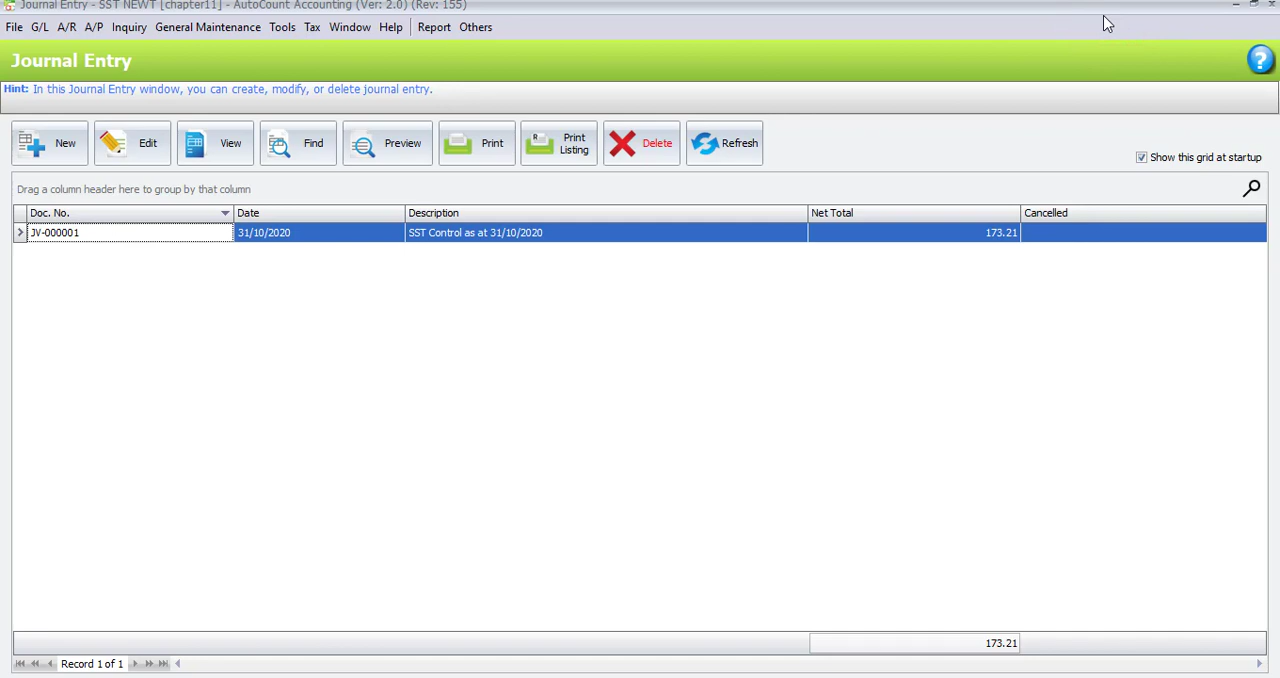 Journal Entry - SST NEWT [chapter11] - AutoCount Accounting (Ver: 2.0) (Rev: 155)
File G/L A/R A/P Inquiry General Maintenance Tools Tax Window Help Report Others
Journal Entry
?
Hint: In this Journal Entry window, you can create, modify, or delete journal entry.
New Edit View Find Preview Print Print Listing Delete Refresh
Show this grid at startup
Drag a column header here to group by that column
Doc. No. Date Description Net Total Cancelled
JV-000001 31/10/2020 SST Control as at 31/10/2020 173.21
173.21
Record 1 of 1